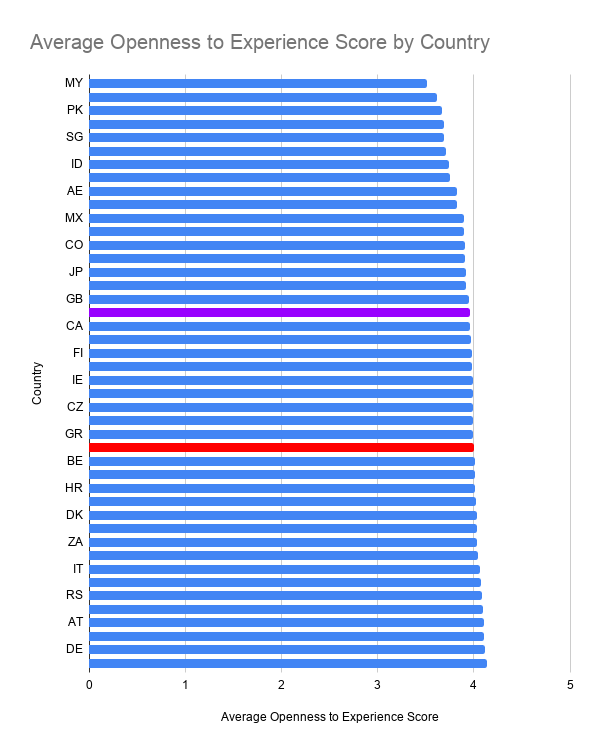 Average Openness to Experience Score by Country
MY
PK
SG
ID
AE
MX
CO
JP
GB
CA
FI
IE
CZ
GR
BE
HR
DK
ZA
IT
RS
AT
DE
Country
0 1 2 3 4 5
Average Openness to Experience Score